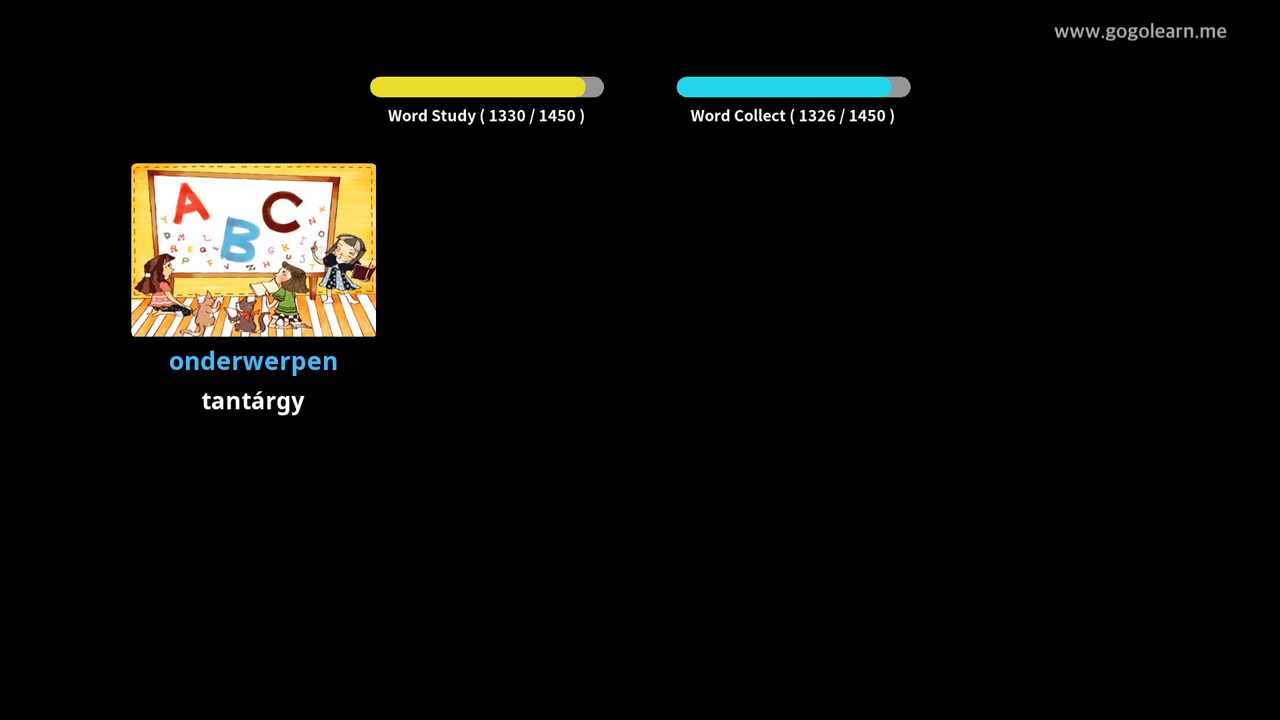 www.gogolearn.me
Word Study ( 1330 / 1450 )
Word Collect ( 1326 / 1450 )
A
B
C
onderwerpen
tantárgy